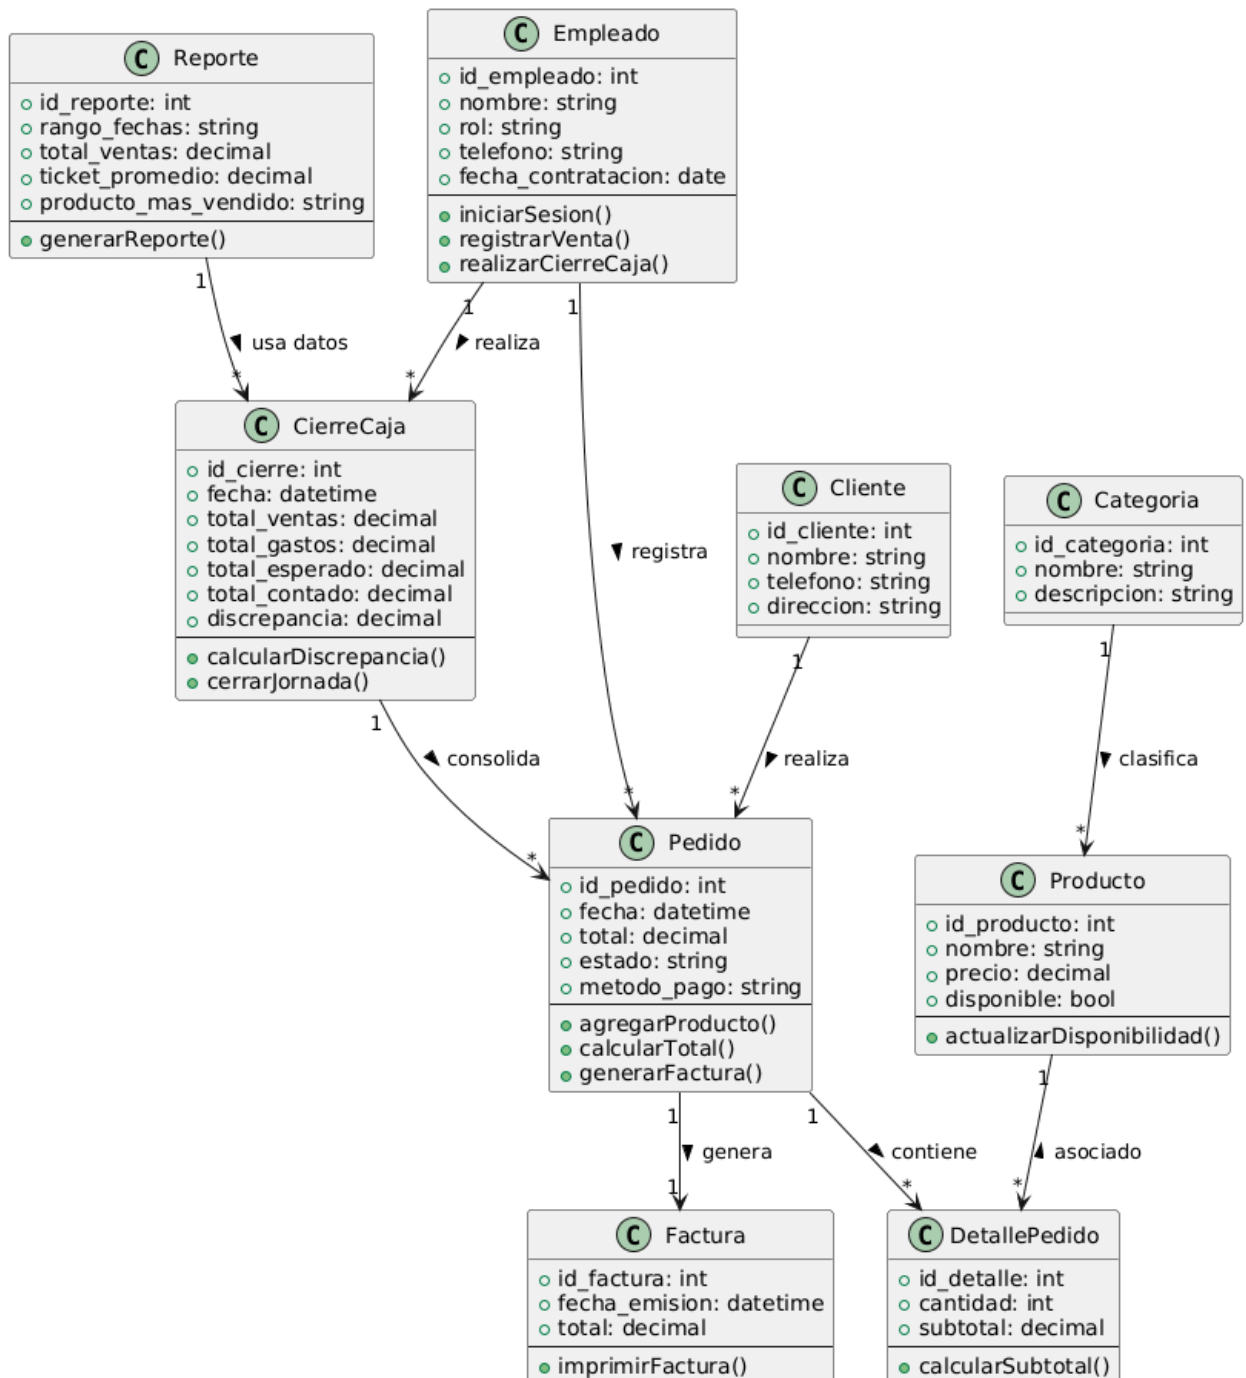 C Reporte
id_reporte: int
rango_fechas: string
total_ventas: decimal
ticket_promedio: decimal
producto_mas_vendido: string
generarReporte()
C Empleado
id_empleado: int
nombre: string
rol: string
telefono: string
fecha_contratacion: date
iniciarSesion()
registrarVenta()
realizarCierreCaja()
1
usa datos
*
1
realiza
*
1
registra
*
C CierreCaja
id_cierre: int
fecha: datetime
total_ventas: decimal
total_gastos: decimal
total_esperado: decimal
total_contado: decimal
discrepancia: decimal
calcularDiscrepancia()
cerrarJornada()
C Cliente
id_cliente: int
nombre: string
telefono: string
direccion: string
C Categoria
id_categoria: int
nombre: string
descripcion: string
1
consolida
*
1
realiza
*
1
clasifica
*
C Pedido
id_pedido: int
fecha: datetime
total: decimal
estado: string
metodo_pago: string
agregarProducto()
calcularTotal()
generarFactura()
C Producto
id_producto: int
nombre: string
precio: decimal
disponible: bool
actualizarDisponibilidad()
1
genera
1
1
contiene
*
1
asociado
*
C Factura
id_factura: int
fecha_emision: datetime
total: decimal
imprimirFactura()
C DetallePedido
id_detalle: int
cantidad: int
subtotal: decimal
calcularSubtotal()